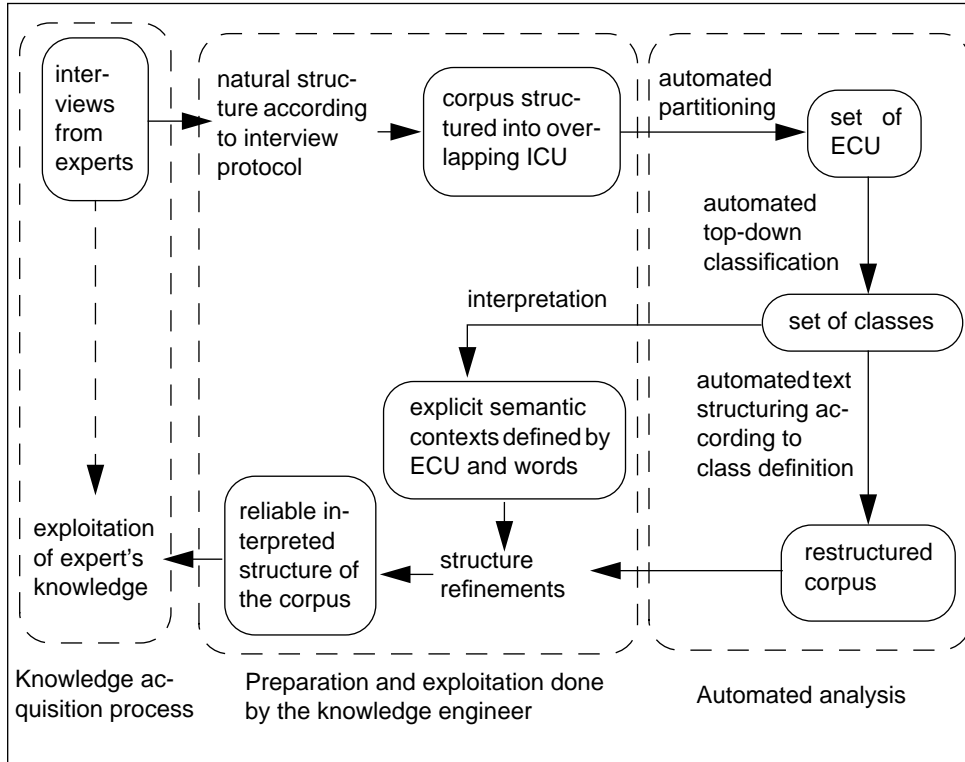 inter-
views
from
experts
natural struc-
ture according
to interview
protocol
corpus struc-
tured into over-
lapping ICU
automated
partitioning
set of
ECU
automated
top-down
classification
interpretation
set of classes
explicit semantic
contexts defined by
ECU and words
automated text
structuring ac-
cording to
class definition
exploitation
of expert's
knowledge
reliable in-
terpreted
structure of
the corpus
structure
refinements
restructured
corpus
Knowledge ac-
quisition process
Preparation and exploitation done
by the knowledge engineer
Automated analysis